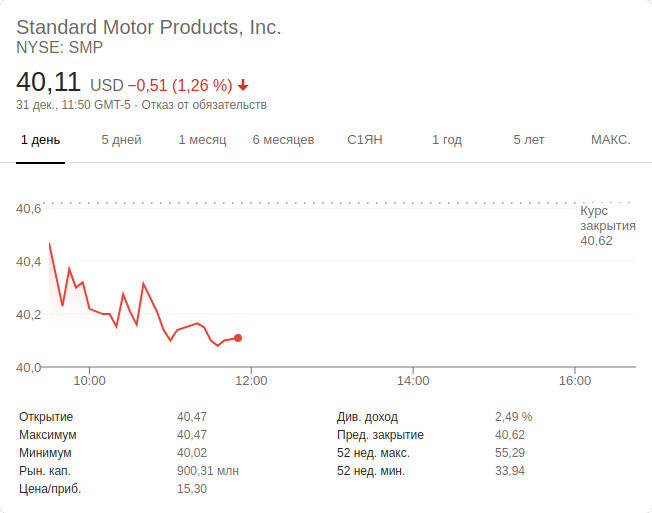 Standard Motor Products, Inc.
NYSE: SMP
40,11 USD −0,51 (1,26 %)
31 дек., 11:50 GMT-5 · Отказ от обязательств
1 день 5 дней 1 месяц 6 месяцев С1ЯН 1 год 5 лет МАКС.
40,6
Курс
закрытия
40,62
40,4
40,2
40,0
10:00 12:00 14:00 16:00
Открытие 40,47 Див. доход 2,49 %
Максимум 40,47 Пред. закрытие 40,62
Минимум 40,02 52 нед. макс. 55,29
Рын. кап. 900,31 млн 52 нед. мин. 33,94
Цена/приб. 15,30